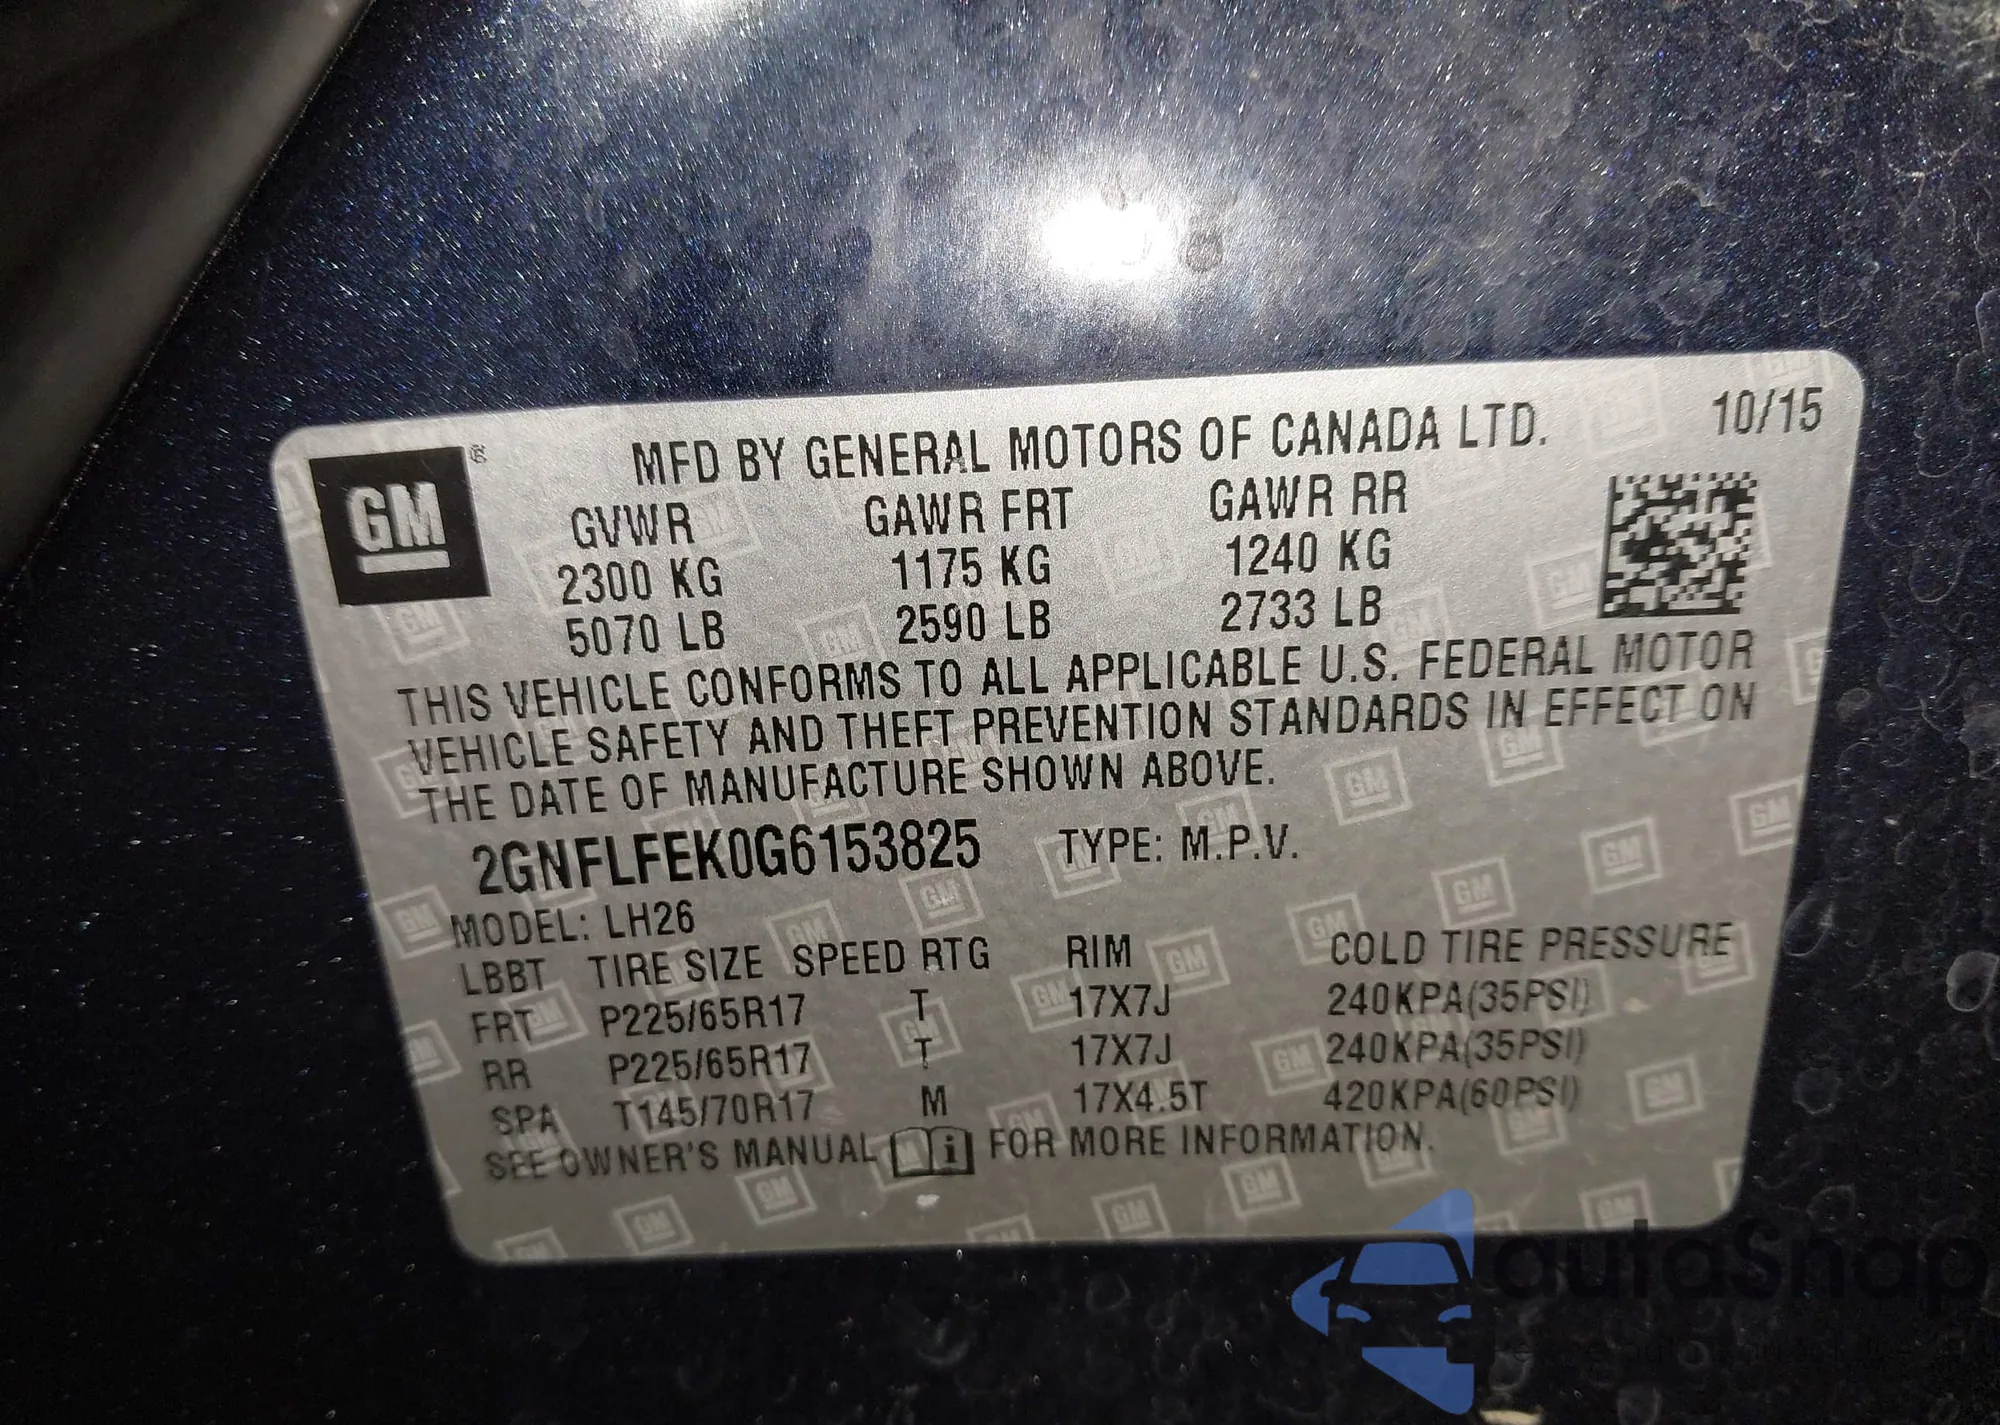 10/15
GM ®
MFD BY GENERAL MOTORS OF CANADA LTD.
GVWR GAWR FRT GAWR RR
2300 KG 1175 KG 1240 KG
5070 LB 2590 LB 2733 LB
THIS VEHICLE CONFORMS TO ALL APPLICABLE U.S. FEDERAL MOTOR
VEHICLE SAFETY AND THEFT PREVENTION STANDARDS IN EFFECT ON
THE DATE OF MANUFACTURE SHOWN ABOVE.
2GNFLFEK0G6153825 TYPE: M.P.V.
MODEL: LH26
LBBT TIRE SIZE SPEED RTG RIM COLD TIRE PRESSURE
FRT P225/65R17 T 17X7J 240KPA(35PSI)
RR P225/65R17 T 17X7J 240KPA(35PSI)
SPA T145/70R17 M 17X4.5T 420KPA(60PSI)
SEE OWNER'S MANUAL i FOR MORE INFORMATION.
autaSnap